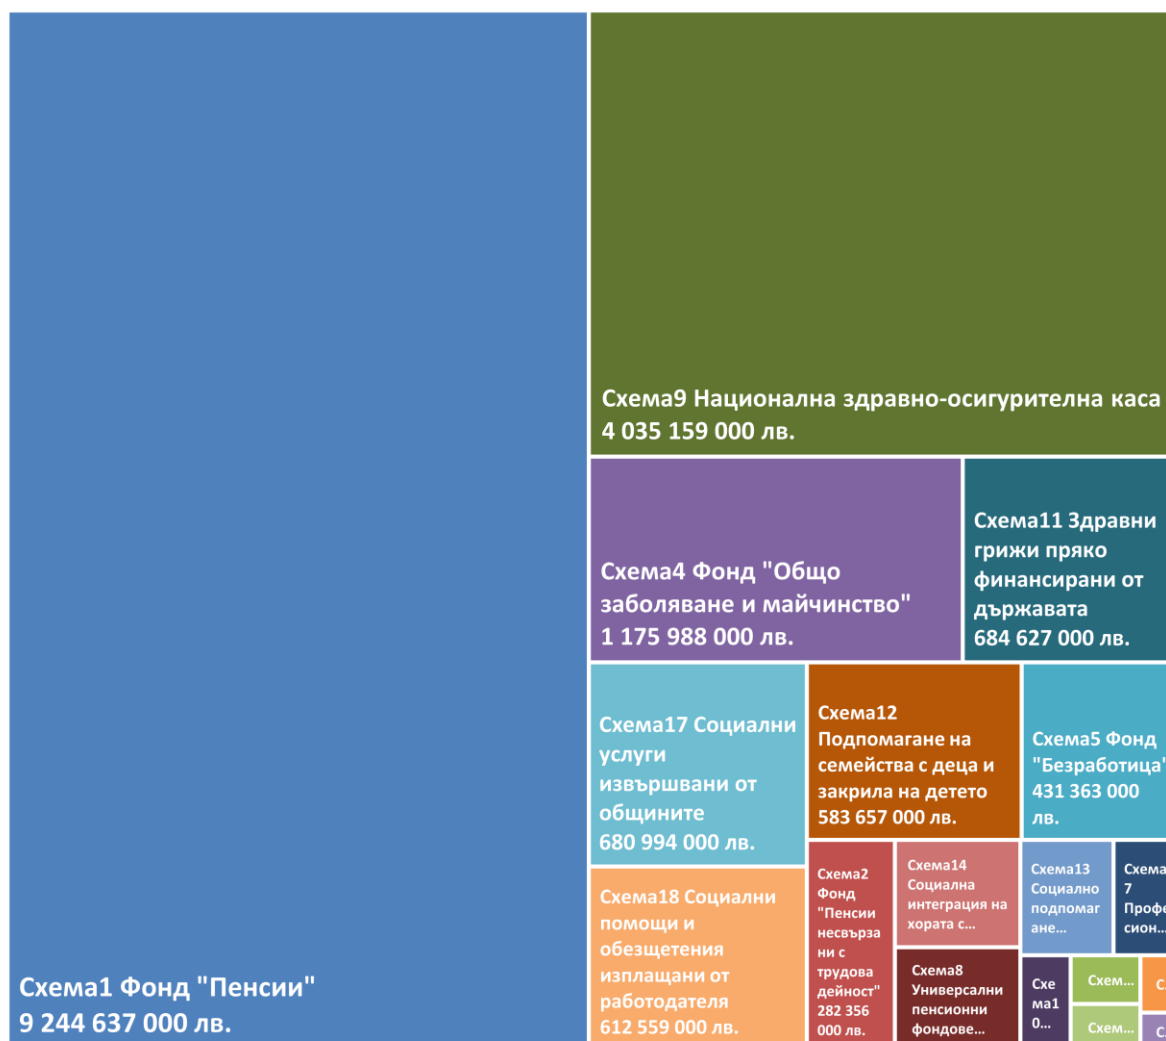 Схема1 Фонд "Пенсии"
9 244 637 000 лв.
Схема9 Национална здравно-осигурителна каса
4 035 159 000 лв.
Схема4 Фонд "Общо
заболяване и майчинство"
1 175 988 000 лв.
Схема11 Здравни
грижи пряко
финансирани от
държавата
684 627 000 лв.
Схема17 Социални
услуги
извършвани от
общините
680 994 000 лв.
Схема12
Подпомагане на
семейства с деца и
закрила на детето
583 657 000 лв.
Схема5 Фонд
"Безработица"
431 363 000
лв.
Схема18 Социални
помощи и
обезщетения
изплащани от
работодателя
612 559 000 лв.
Схема2
Фонд
"Пенсии
несвърза
ни с
трудова
дейност"
282 356
000 лв.
Схема14
Социална
интеграция на
хората с...
Схема8
Универсални
пенсионни
фондове...
Схема13
Социално
подпомаг
ане...
Схема
7
Профе
сион...
Схе
ма1
0...
Схем...
Схем...
С.
С.